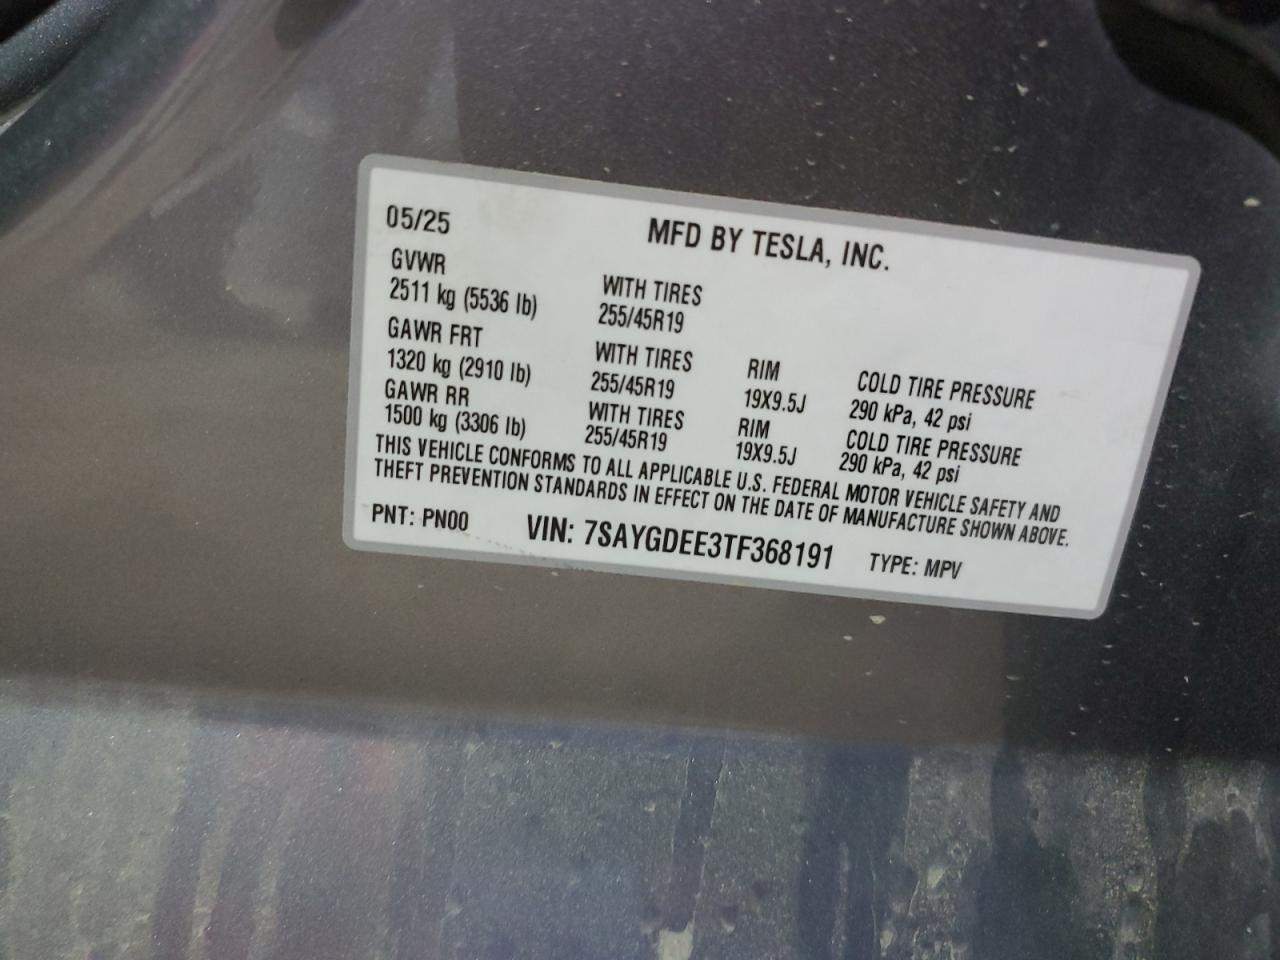 05/25 MFD BY TESLA, INC.
GVWR
2511 kg (5536 lb) WITH TIRES
255/45R19
GAWR FRT
1320 kg (2910 lb) WITH TIRES RIM COLD TIRE PRESSURE
255/45R19 19X9.5J 290 kPa, 42 psi
GAWR RR
1500 kg (3306 lb) WITH TIRES RIM COLD TIRE PRESSURE
255/45R19 19X9.5J 290 kPa, 42 psi
THIS VEHICLE CONFORMS TO ALL APPLICABLE U.S. FEDERAL MOTOR VEHICLE SAFETY AND
THEFT PREVENTION STANDARDS IN EFFECT ON THE DATE OF MANUFACTURE SHOWN ABOVE.
PNT: PN00 VIN: 7SAYGDEE3TF368191 TYPE: MPV